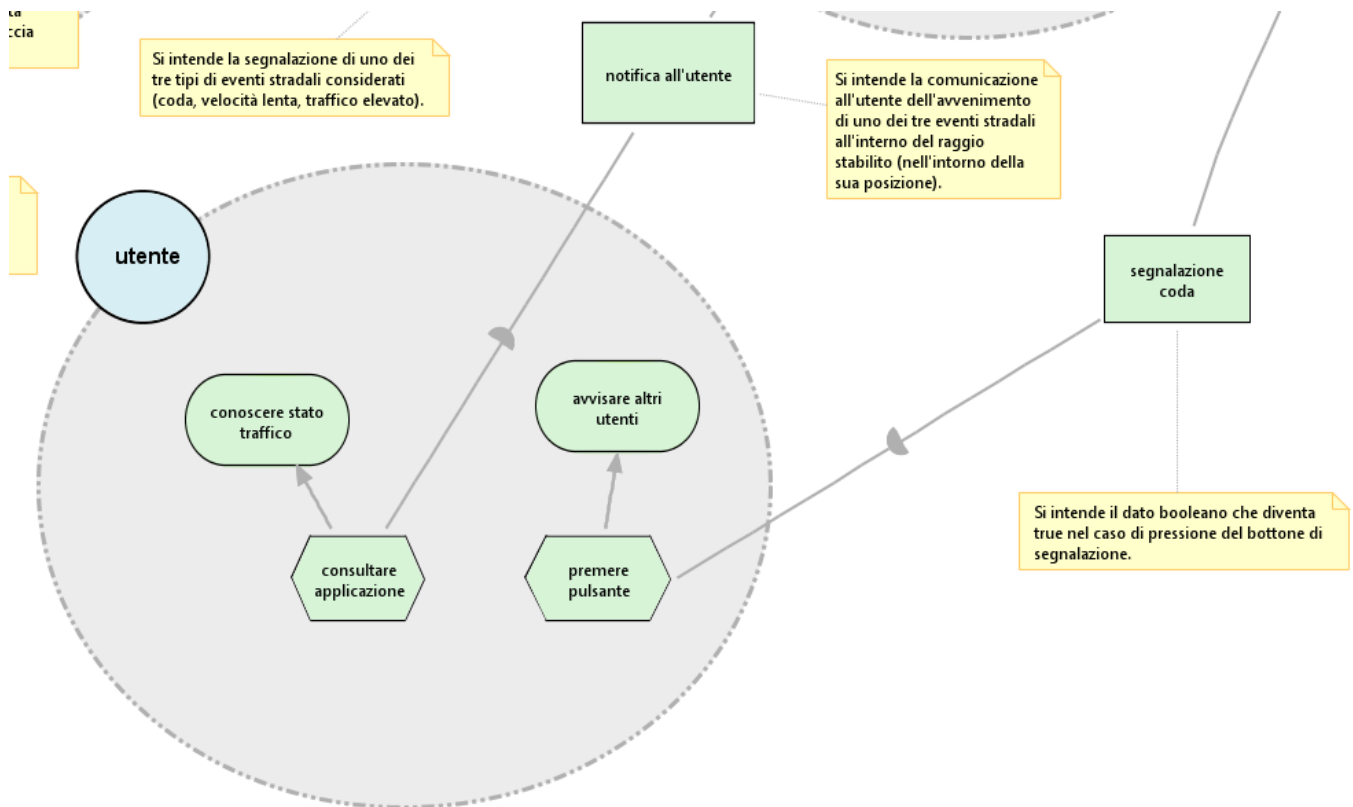 ccia
Si intende la segnalazione di uno dei
tre tipi di eventi stradali considerati
(coda, velocità lenta, traffico elevato).
notifica all'utente
Si intende la comunicazione
all'utente dell'avvenimento
di uno dei tre eventi stradali
all'interno del raggio
stabilito (nell'intorno della
sua posizione).
utente
segnalazione
coda
conoscere stato
traffico
avvisare altri
utenti
Si intende il dato booleano che diventa
true nel caso di pressione del bottone di
segnalazione.
consultare
applicazione
premere
pulsante